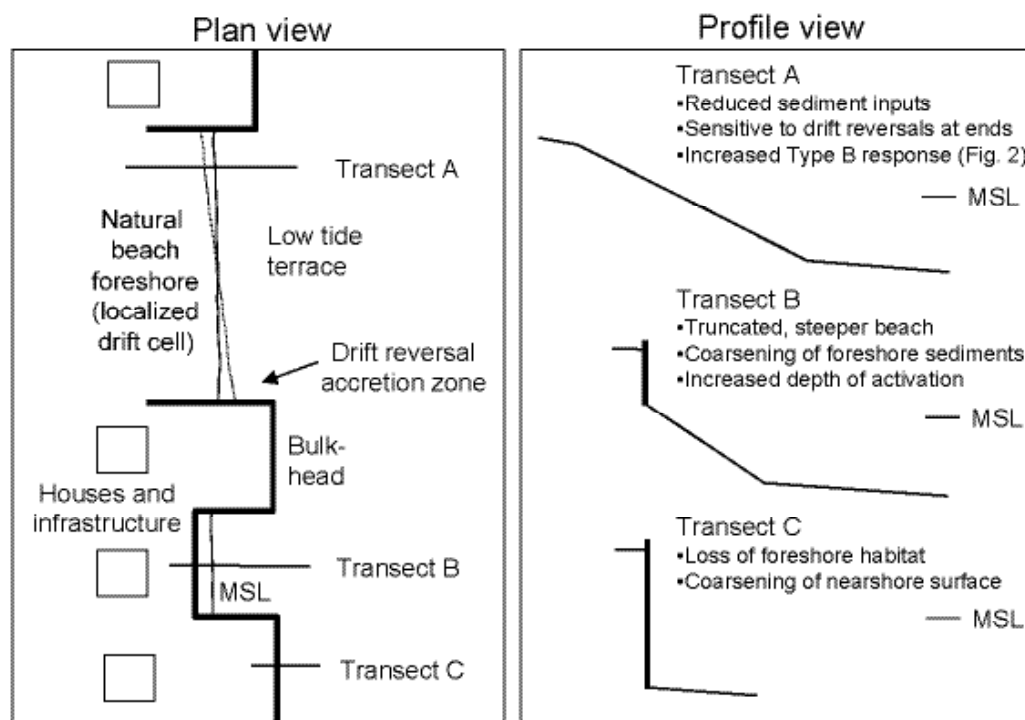 Plan view
Transect A
Natural
beach
foreshore
(localized
drift cell)
Low tide
terrace
Drift reversal
accretion zone
Bulk-
head
Houses and
infrastructure
Transect B
MSL
Transect C
Profile view
Transect A
•Reduced sediment inputs
•Sensitive to drift reversals at ends
•Increased Type B response (Fig. 2)
MSL
Transect B
•Truncated, steeper beach
•Coarsening of foreshore sediments
•Increased depth of activation
MSL
Transect C
•Loss of foreshore habitat
•Coarsening of nearshore surface
MSL